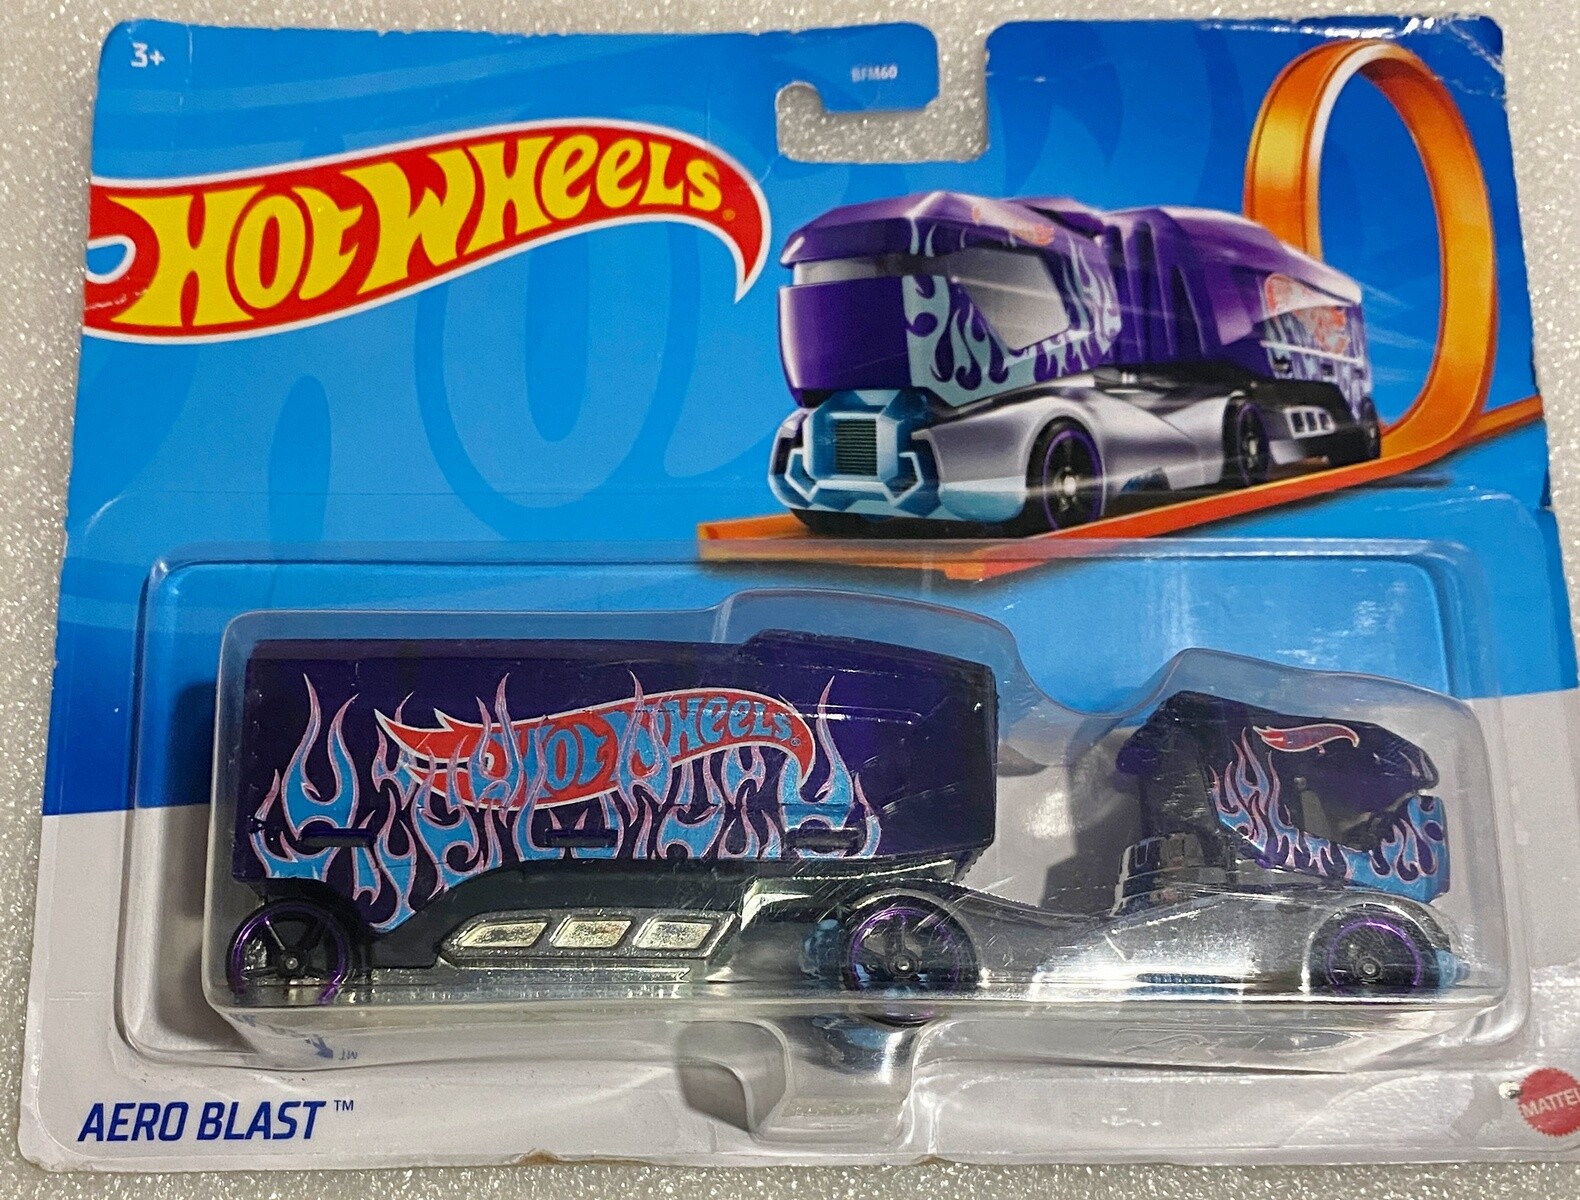 3+
BFM60
HOT WHEELS®
HOT WHEELS®
AERO BLAST™
MATTEL